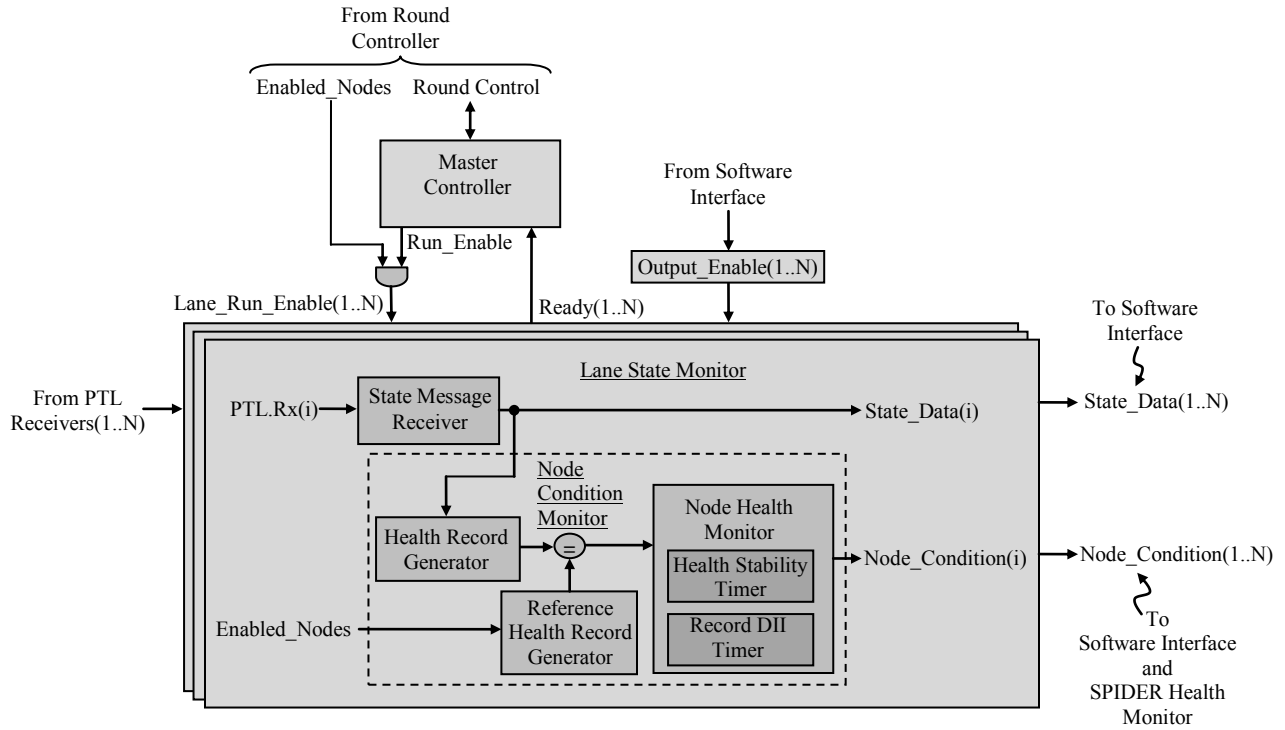 From Round
Controller
Enabled_Nodes
Round Control
Master
Controller
From Software
Interface
Run_Enable
Output_Enable(1..N)
Lane_Run_Enable(1..N)
Ready(1..N)
To Software
Interface
Lane State Monitor
From PTL
Receivers(1..N)
PTL.Rx(i)
State Message
Receiver
State_Data(i)
State_Data(1..N)
Node
Condition
Monitor
Health Record
Generator
=
Node Health
Monitor
Health Stability
Timer
Record DII
Timer
Node_Condition(i)
Node_Condition(1..N)
Enabled_Nodes
Reference
Health Record
Generator
To
Software Interface
and
SPIDER Health
Monitor